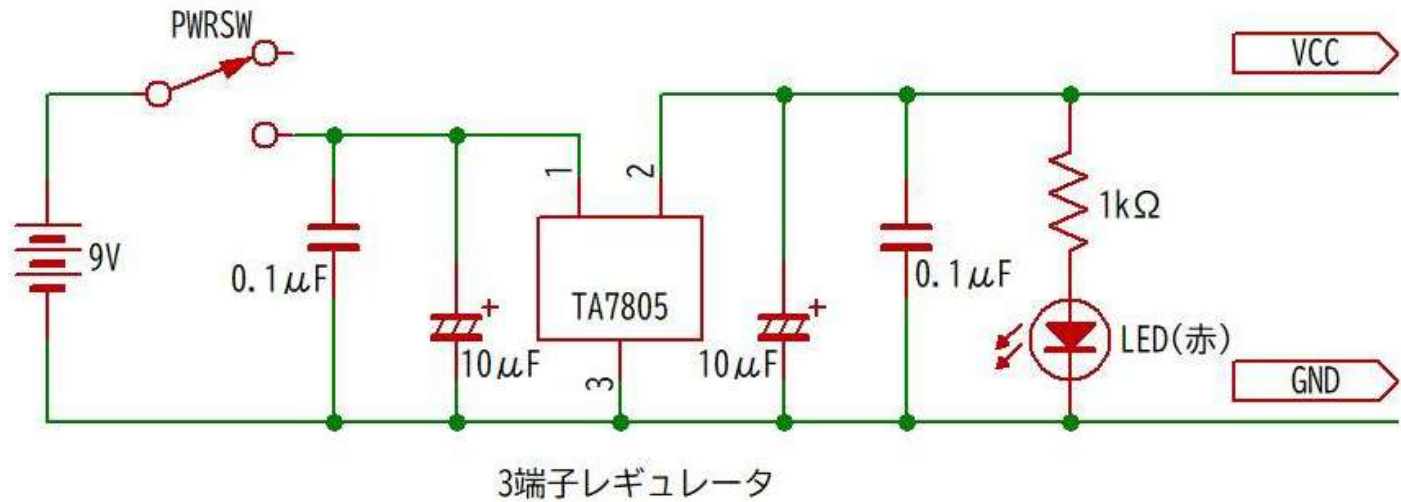 PWRSW
VCC
1
2
9V
0.1μF
10μF
TA7805
3
10μF
0.1μF
1kΩ
LED(赤)
GND
3端子レギュレータ